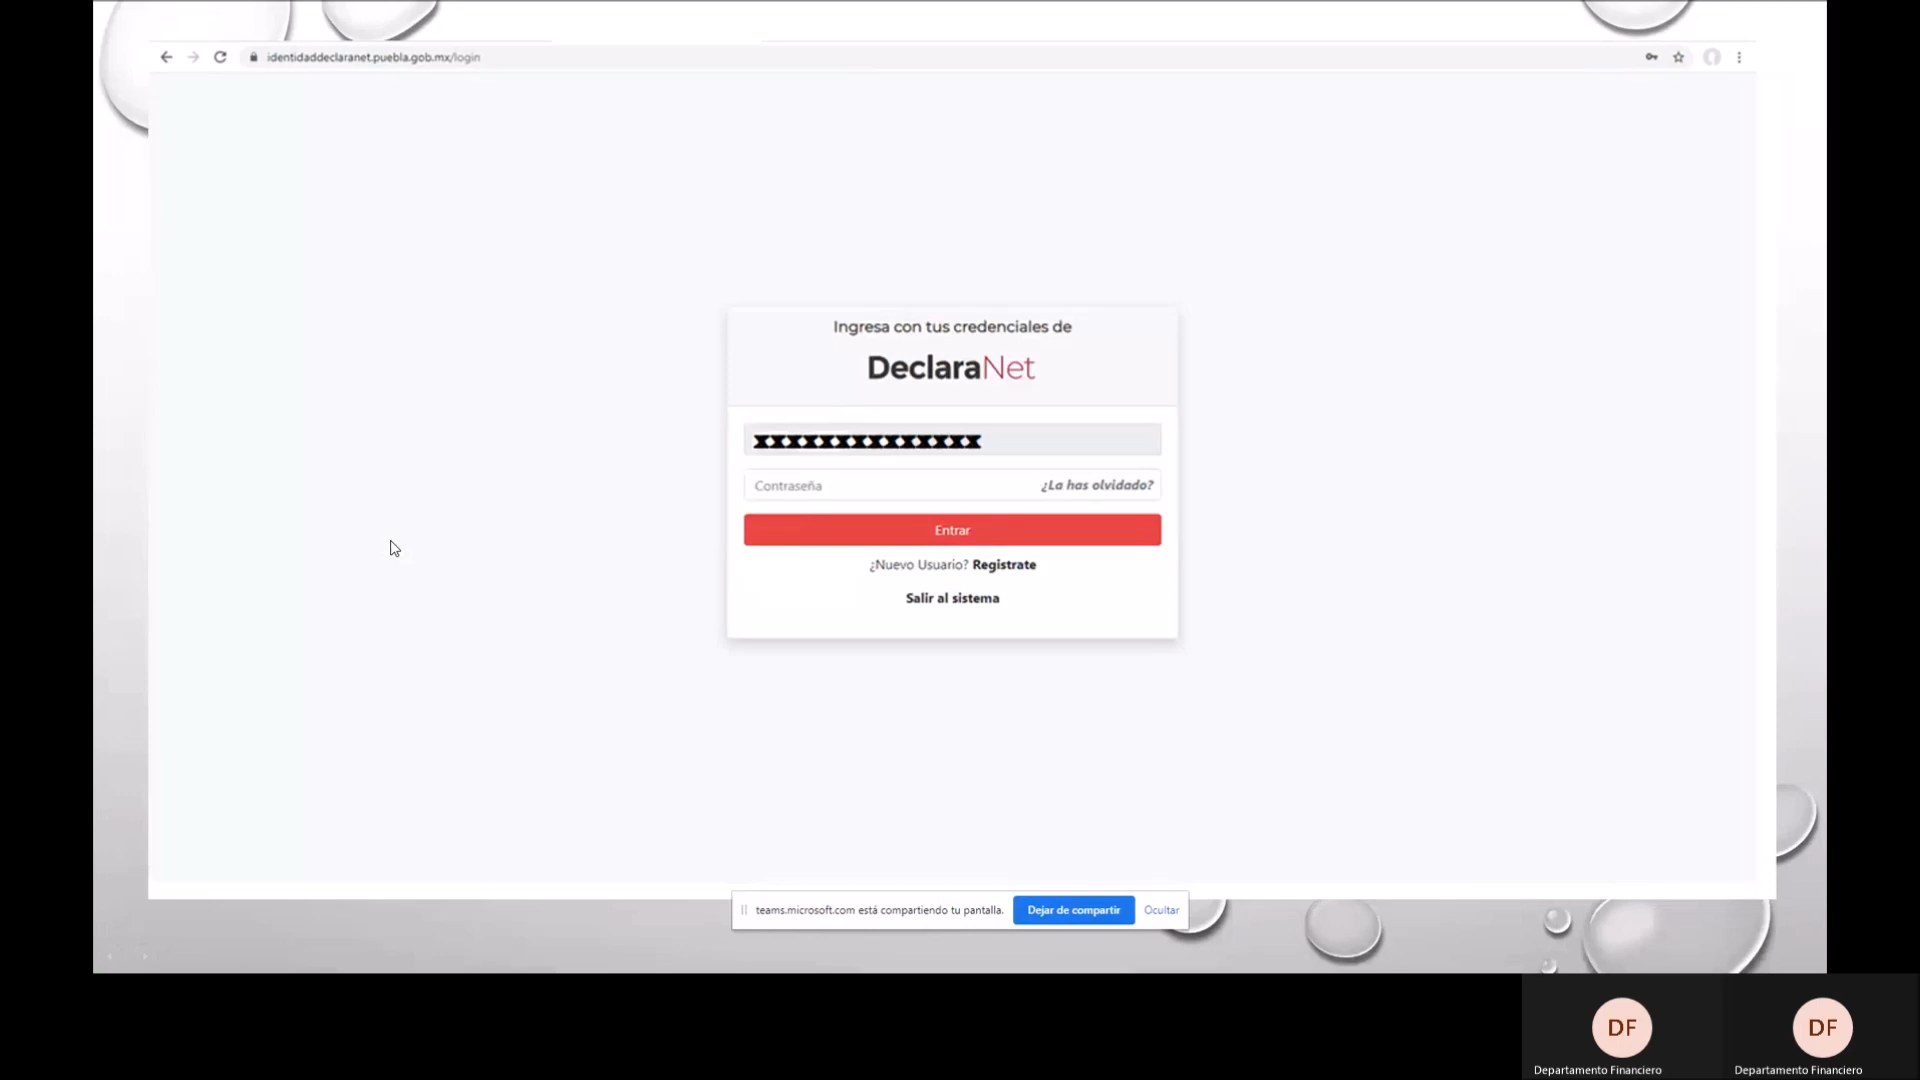 identidaddeclaranet.puebla.gob.mx/login
Ingresa con tus credenciales de
DeclaraNet
Contraseña ¿La has olvidado?
Entrar
¿Nuevo Usuario? Registrate
Salir al sistema
teams.microsoft.com está compartiendo tu pantalla. Dejar de compartir Ocultar
DF DF
Departamento Financiero Departamento Financiero